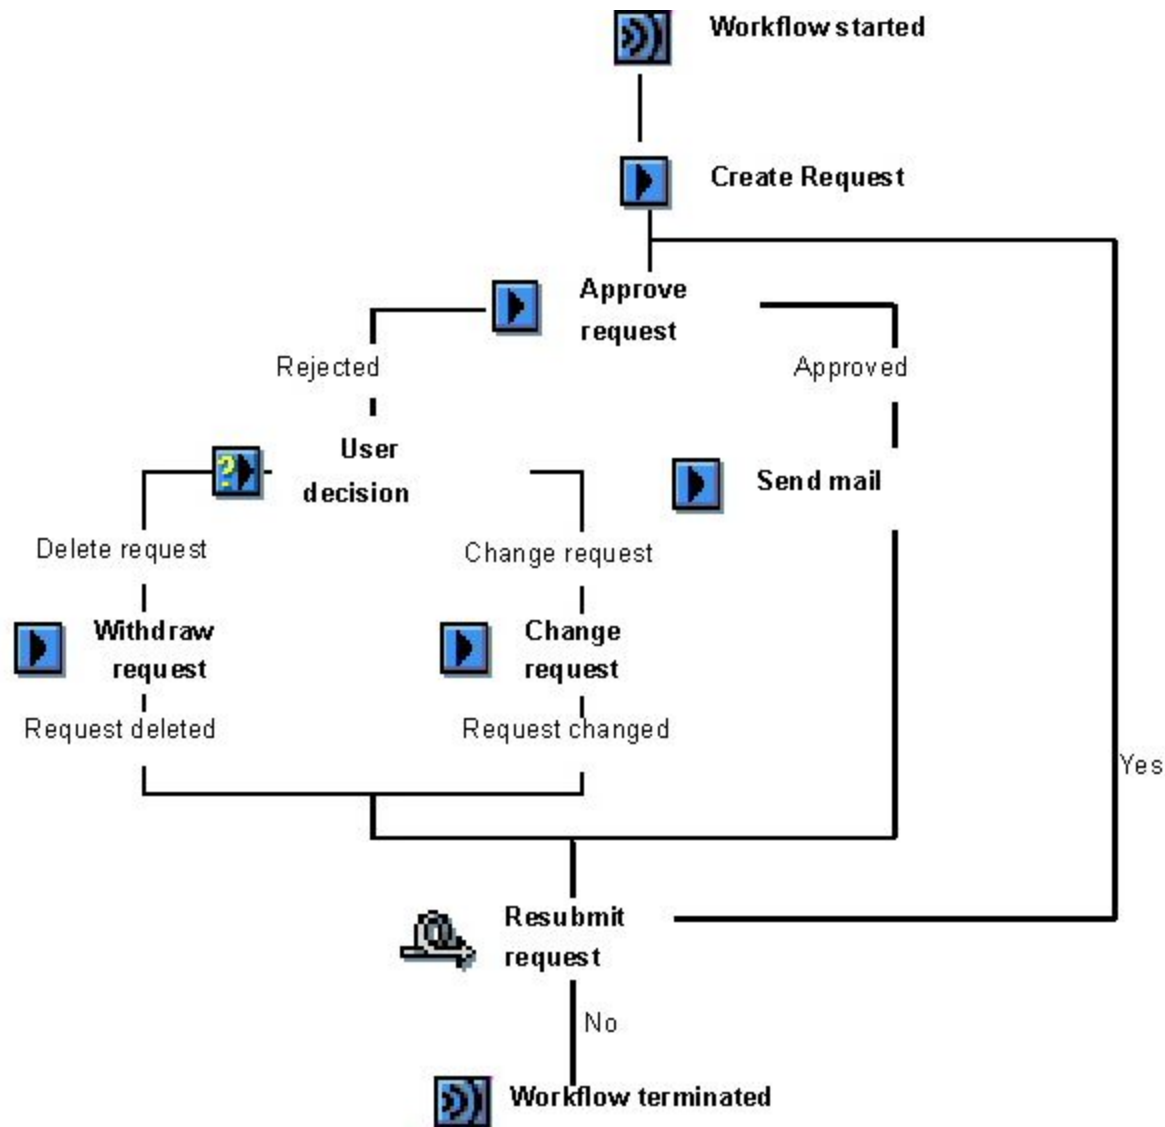 Workflow started
Create Request
Approve
request
Rejected
Approved
User
decision
Send mail
Delete request
Change request
Withdraw
request
Change
request
Request deleted
Request changed
Yes
Resubmit
request
No
Workflow terminated